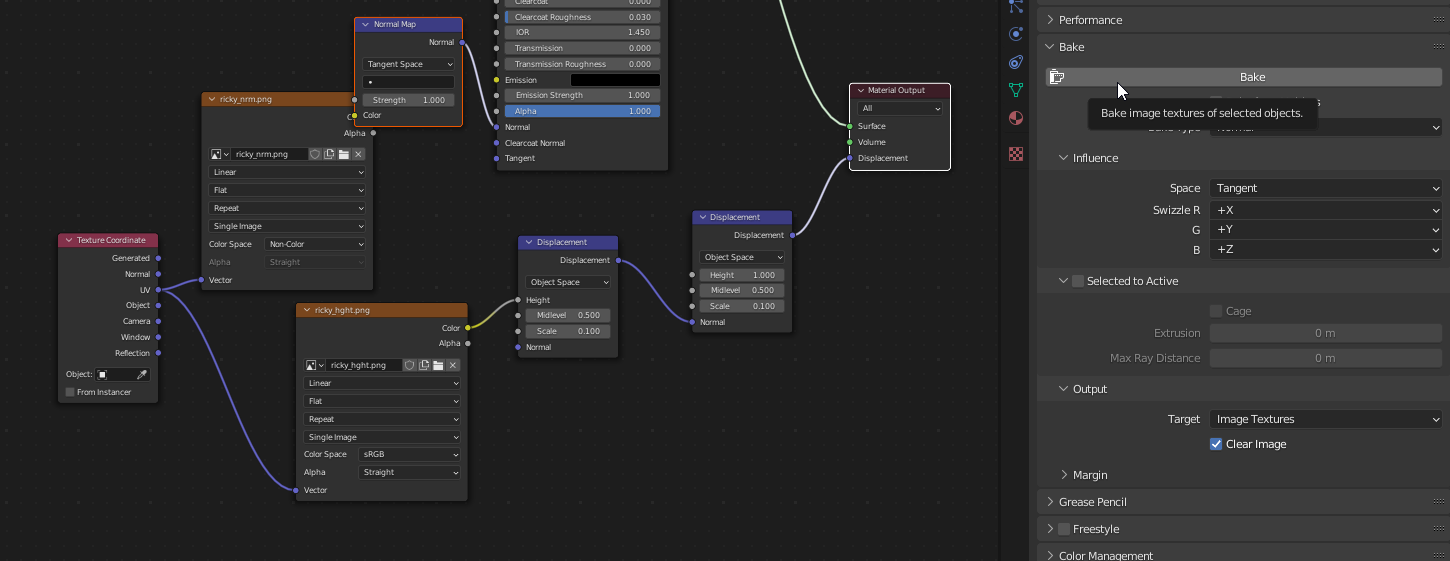 Clearcoat 0.000
Clearcoat Roughness 0.030
IOR 1.450
Transmission 0.000
Transmission Roughness 0.000
Emission
Emission Strength 1.000
Alpha 1.000
Normal
Clearcoat Normal
Tangent
Normal Map
Normal
Tangent Space
Strength 1.000
Color
ricky_nrm.png
Alpha
ricky_nrm.png
Linear
Flat
Repeat
Single Image
Color Space Non-Color
Alpha Straight
Vector
Texture Coordinate
Generated
Normal
UV
Object
Camera
Window
Reflection
Object:
From Instancer
ricky_hght.png
Color
Alpha
ricky_hght.png
Linear
Flat
Repeat
Single Image
Color Space sRGB
Alpha Straight
Vector
Displacement
Displacement
Object Space
Height
Midlevel 0.500
Scale 0.100
Normal
Displacement
Displacement
Object Space
Height 1.000
Midlevel 0.500
Scale 0.100
Normal
Material Output
All
Surface
Volume
Displacement
Performance
Bake
Bake
Bake image textures of selected objects.
Influence
Space Tangent
Swizzle R +X
G +Y
B +Z
Selected to Active
Cage
Extrusion 0 m
Max Ray Distance 0 m
Output
Target Image Textures
Clear Image
Margin
Grease Pencil
Freestyle
Color Management